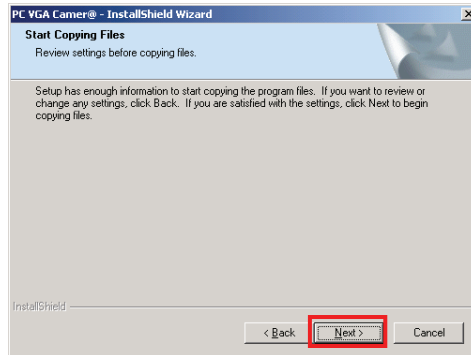 PC VGA Camer@ - InstallShield Wizard
Start Copying Files
Review settings before copying files.
Setup has enough information to start copying the program files. If you want to review or
change any settings, click Back. If you are satisfied with the settings, click Next to begin
copying files.
InstallShield
< Back Next > Cancel